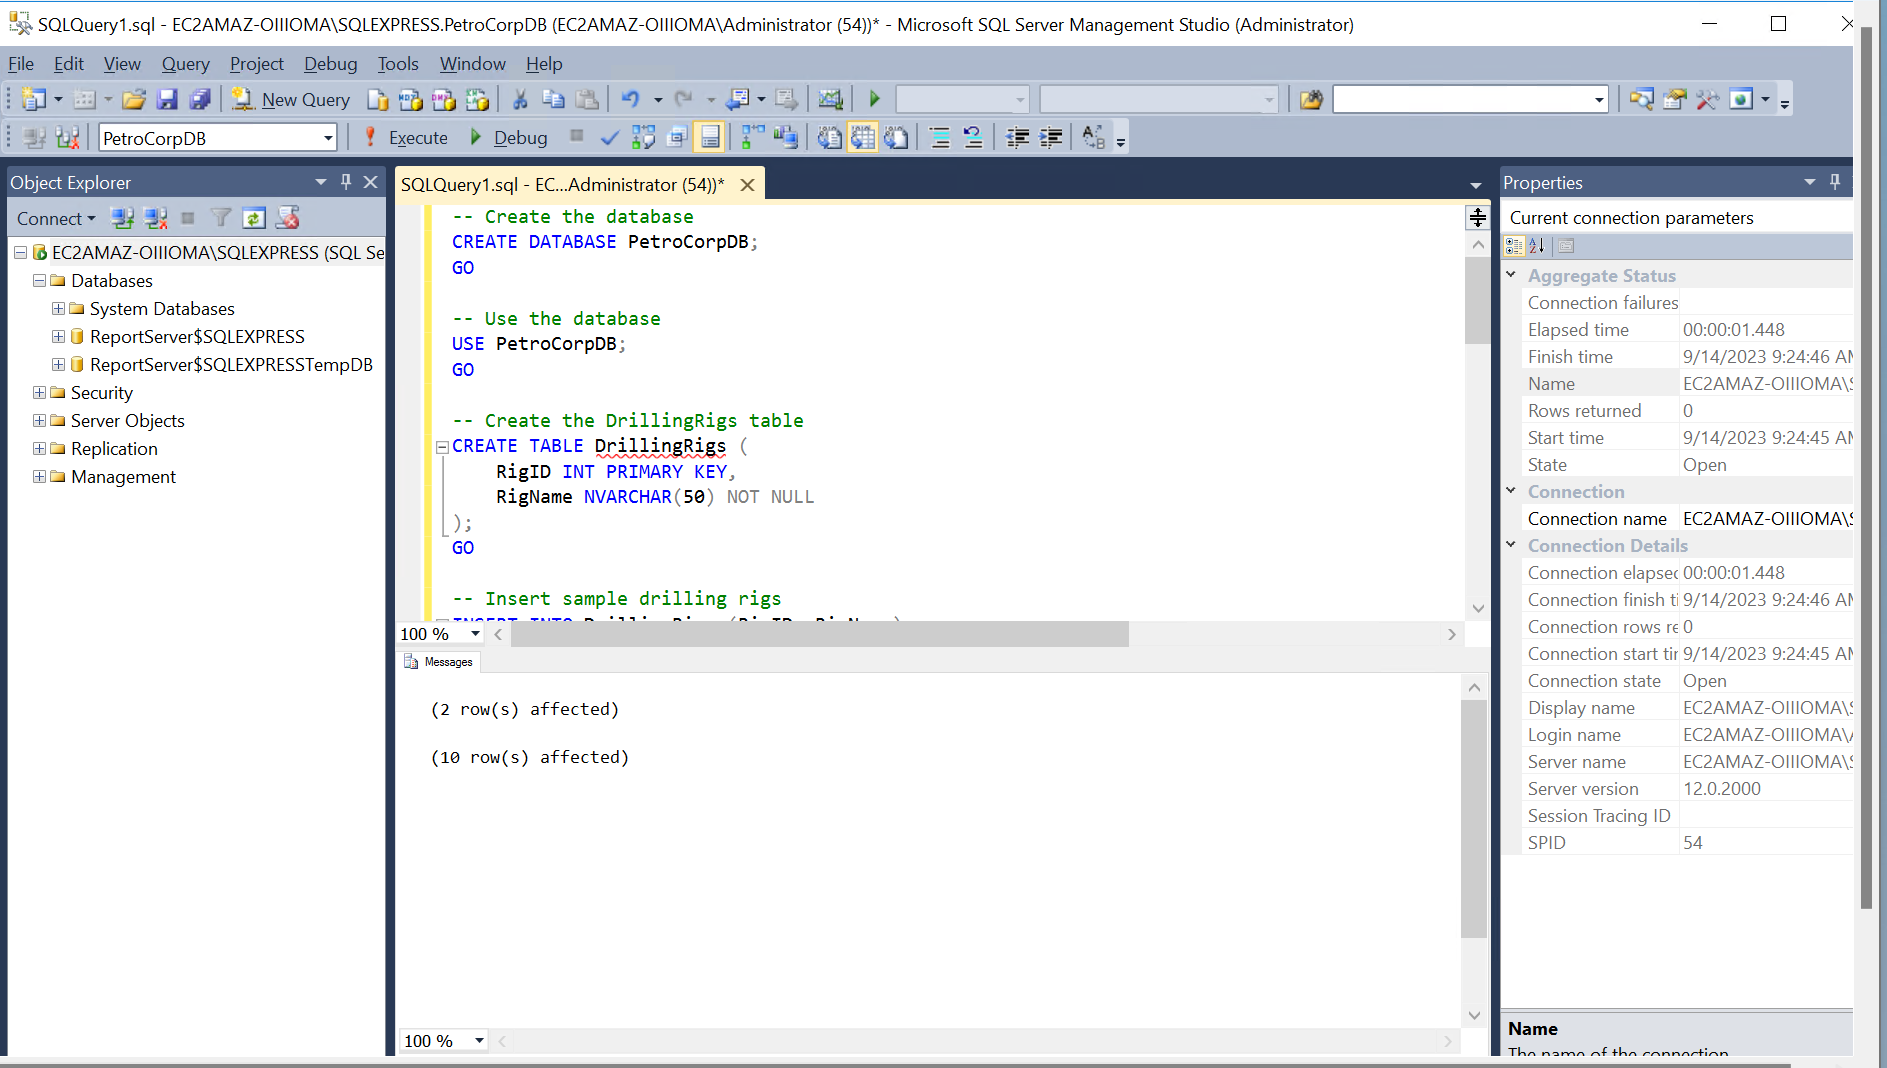 SQLQuery1.sql - EC2AMAZ-OIIIOMA\SQLEXPRESS.PetroCorpDB (EC2AMAZ-OIIIOMA\Administrator (54))* - Microsoft SQL Server Management Studio (Administrator)
File Edit View Query Project Debug Tools Window Help
New Query
PetroCorpDB Execute Debug
Object Explorer
Connect
EC2AMAZ-OIIIOMA\SQLEXPRESS (SQL Se
Databases
System Databases
ReportServer$SQLEXPRESS
ReportServer$SQLEXPRESSTempDB
Security
Server Objects
Replication
Management
SQLQuery1.sql - EC...Administrator (54))*
-- Create the database
CREATE DATABASE PetroCorpDB;
GO
-- Use the database
USE PetroCorpDB;
GO
-- Create the DrillingRigs table
CREATE TABLE DrillingRigs (
RigID INT PRIMARY KEY,
RigName NVARCHAR(50) NOT NULL
);
GO
-- Insert sample drilling rigs
100 %
Messages
(2 row(s) affected)
(10 row(s) affected)
100 %
Properties
Current connection parameters
Aggregate Status
Connection failures
Elapsed time 00:00:01.448
Finish time 9/14/2023 9:24:46 AM
Name EC2AMAZ-OIIIOMA\S
Rows returned 0
Start time 9/14/2023 9:24:45 AM
State Open
Connection
Connection name EC2AMAZ-OIIIOMA\S
Connection Details
Connection elapsed 00:00:01.448
Connection finish ti 9/14/2023 9:24:46 AM
Connection rows re 0
Connection start tir 9/14/2023 9:24:45 AM
Connection state Open
Display name EC2AMAZ-OIIIOMA\S
Login name EC2AMAZ-OIIIOMA\A
Server name EC2AMAZ-OIIIOMA\S
Server version 12.0.2000
Session Tracing ID
SPID 54
Name
The name of the connection